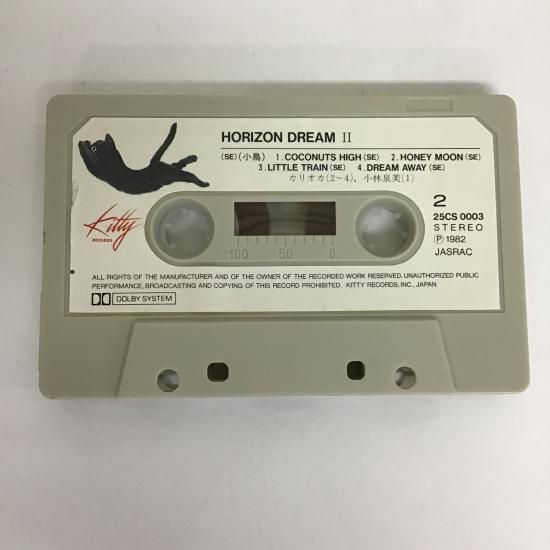 HORIZON DREAM II
(SE)(小鳥) 1.COCONUTS HIGH(SE) 2.HONEY MOON(SE)
3.LITTLE TRAIN(SE) 4.DREAM AWAY(SE)
カリオカ(2〜4), 小林泉美(1)
Kitty
RECORDS
2
25CS 0003
STEREO
Ⓟ 1982
JASRAC
100 50 0
ALL RIGHTS OF THE MANUFACTURER AND OF THE OWNER OF THE RECORDED WORK RESERVED. UNAUTHORIZED PUBLIC
PERFORMANCE, BROADCASTING AND COPYING OF THIS RECORD PROHIBITED. KITTY RECORDS, INC., JAPAN
DOLBY SYSTEM